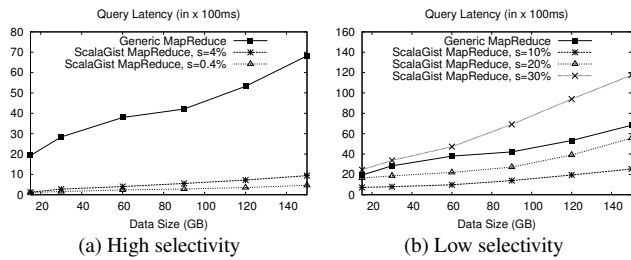 Query Latency (in x 100ms)
Generic MapReduce
ScalaGist MapReduce, s=4%
ScalaGist MapReduce, s=0.4%
80
70
60
50
40
30
20
10
0
20 40 60 80 100 120 140
Data Size (GB)
(a) High selectivity
Query Latency (in x 100ms)
Generic MapReduce
ScalaGist MapReduce, s=10%
ScalaGist MapReduce, s=20%
ScalaGist MapReduce, s=30%
160
140
120
100
80
60
40
20
0
20 40 60 80 100 120 140
Data Size (GB)
(b) Low selectivity